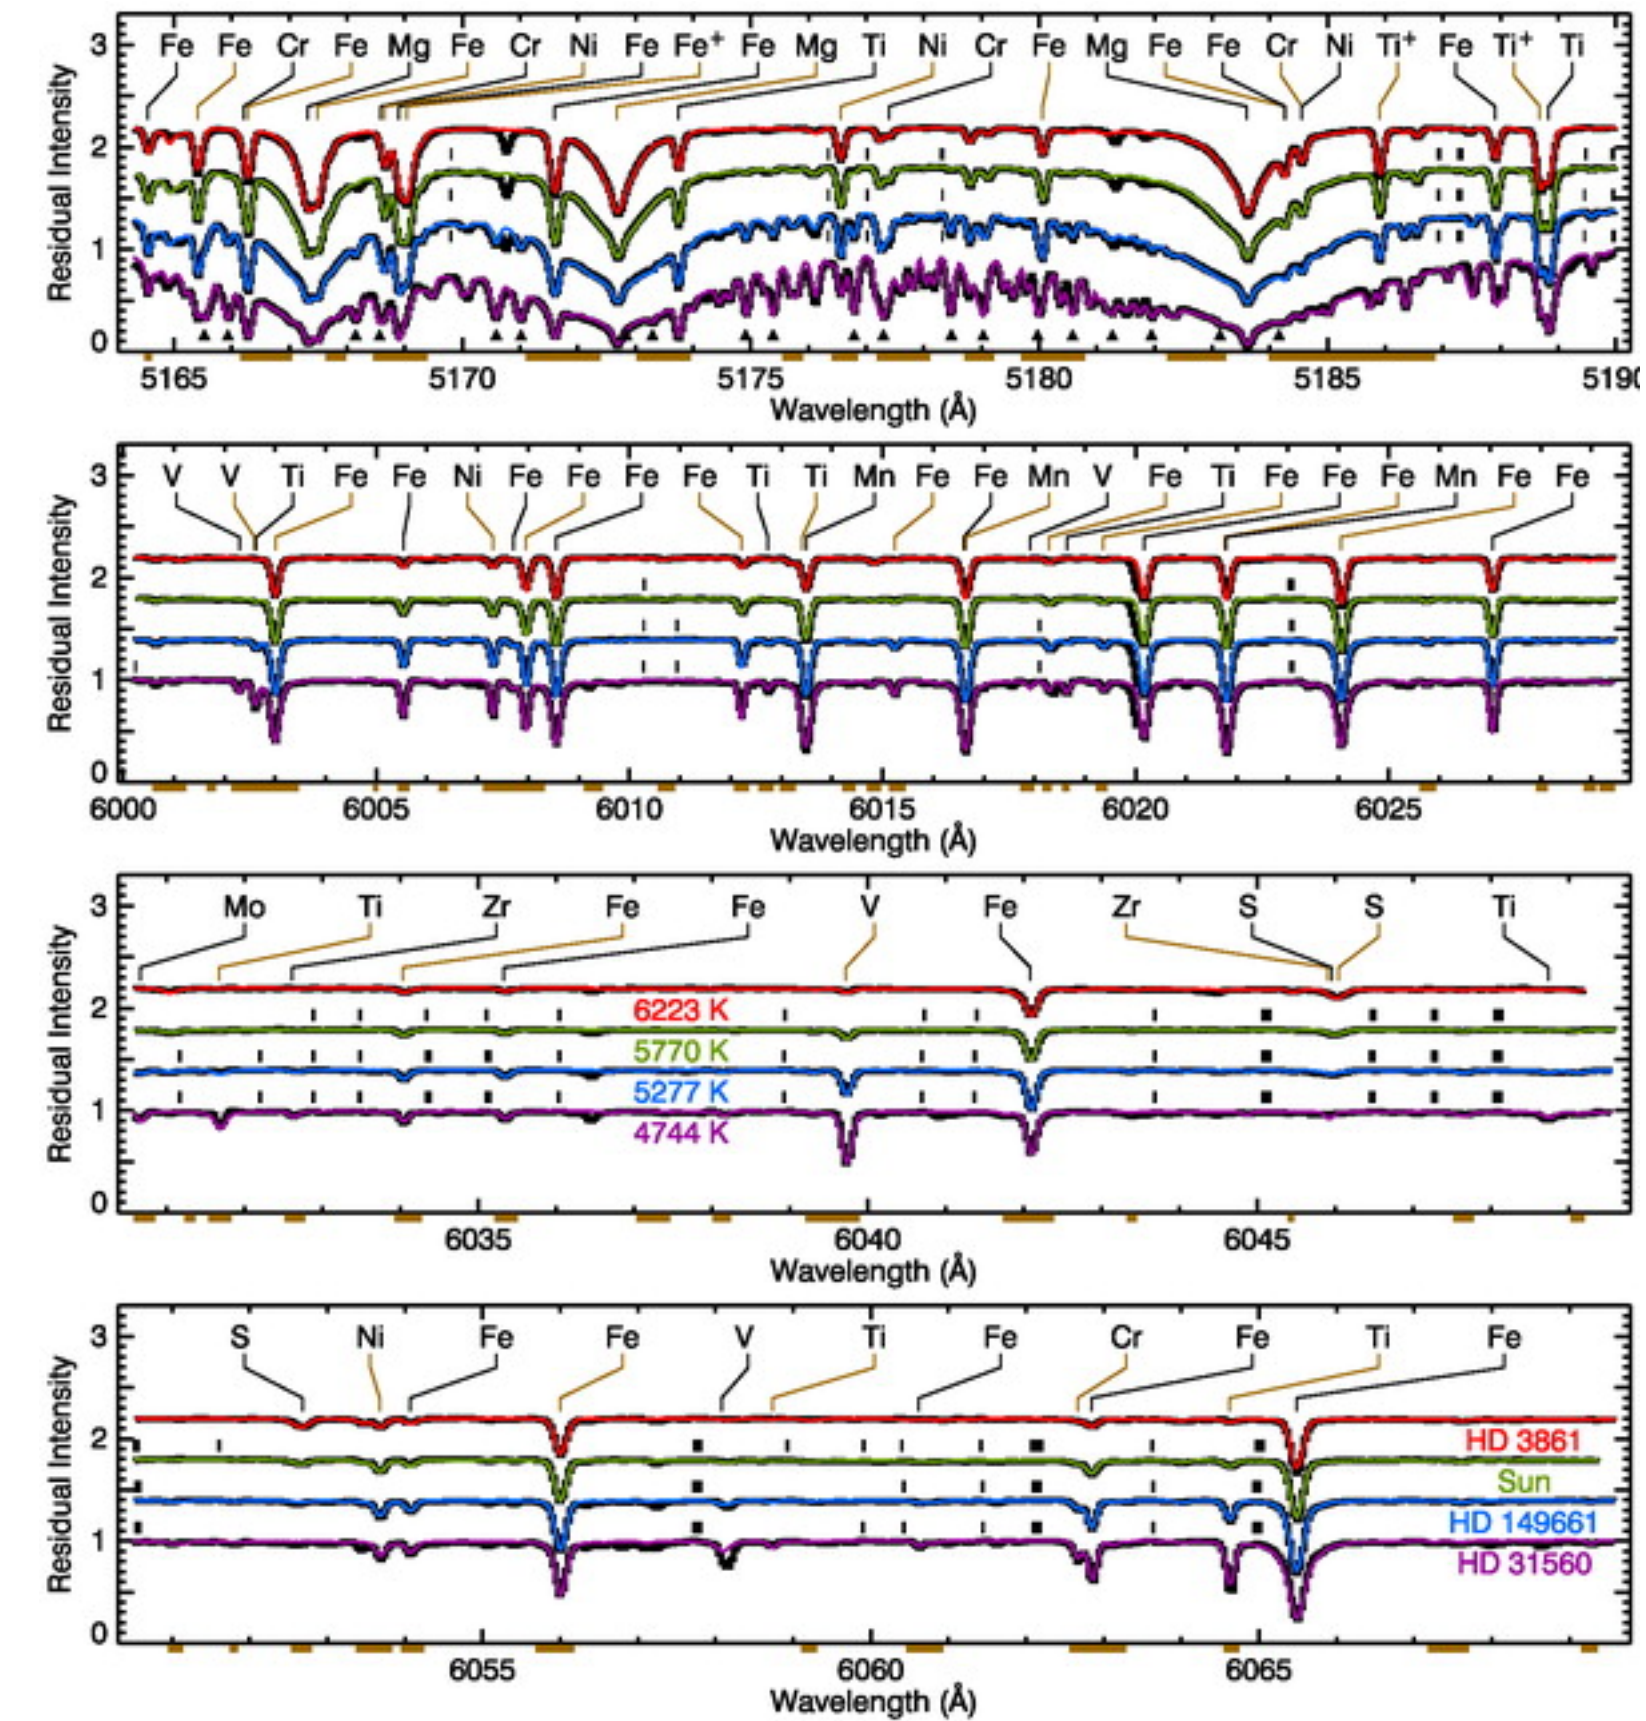 Fe Fe Cr Fe Mg Fe Cr Ni Fe Fe+ Fe Mg Ti Ni Cr Fe Mg Fe Fe Cr Ni Ti+ Fe Ti+ Ti
3
2
1
0
Residual Intensity
5165 5170 5175 5180 5185 5190
Wavelength (Å)
V V Ti Fe Fe Ni Fe Fe Fe Fe Ti Ti Mn Fe Fe Mn V Fe Ti Fe Fe Fe Mn Fe Fe
3
2
1
0
Residual Intensity
6000 6005 6010 6015 6020 6025
Wavelength (Å)
Mo Ti Zr Fe Fe V Fe Zr S S Ti
3
2
1
0
Residual Intensity
6223 K
5770 K
5277 K
4744 K
6035 6040 6045
Wavelength (Å)
S Ni Fe Fe V Ti Fe Cr Fe Ti Fe
3
2
1
0
Residual Intensity
HD 3861
Sun
HD 149661
HD 31560
6055 6060 6065
Wavelength (Å)